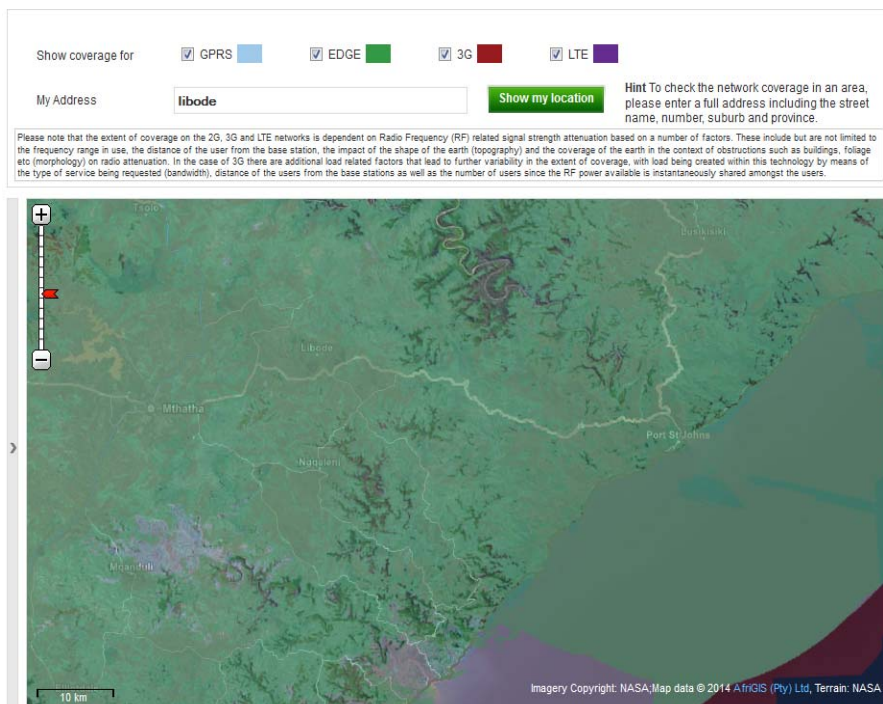 Show coverage for GPRS EDGE 3G LTE
My Address libode Show my location
Hint To check the network coverage in an area,
please enter a full address including the street
name, number, suburb and province.
Please note that the extent of coverage on the 2G, 3G and LTE networks is dependent on Radio Frequency (RF) related signal strength attenuation based on a number of factors. These include but are not limited to
the frequency range in use, the distance of the user from the base station, the impact of the shape of the earth (topography) and the coverage of the earth in the context of obstructions such as buildings, foliage
etc (morphology) on radio attenuation. In the case of 3G there are additional load related factors that lead to further variability in the extent of coverage, with load being created within this technology by means of
the type of service being requested (bandwidth), distance of the users from the base stations as well as the number of users since the RF power available is instantaneously shared amongst the users.
Tsolo
Lusikisiki
Libode
Mthatha
Port St Johns
Ngqeleni
Mqanduli
10 km
Imagery Copyright: NASA;Map data © 2014 AfriGIS (Pty) Ltd, Terrain: NASA